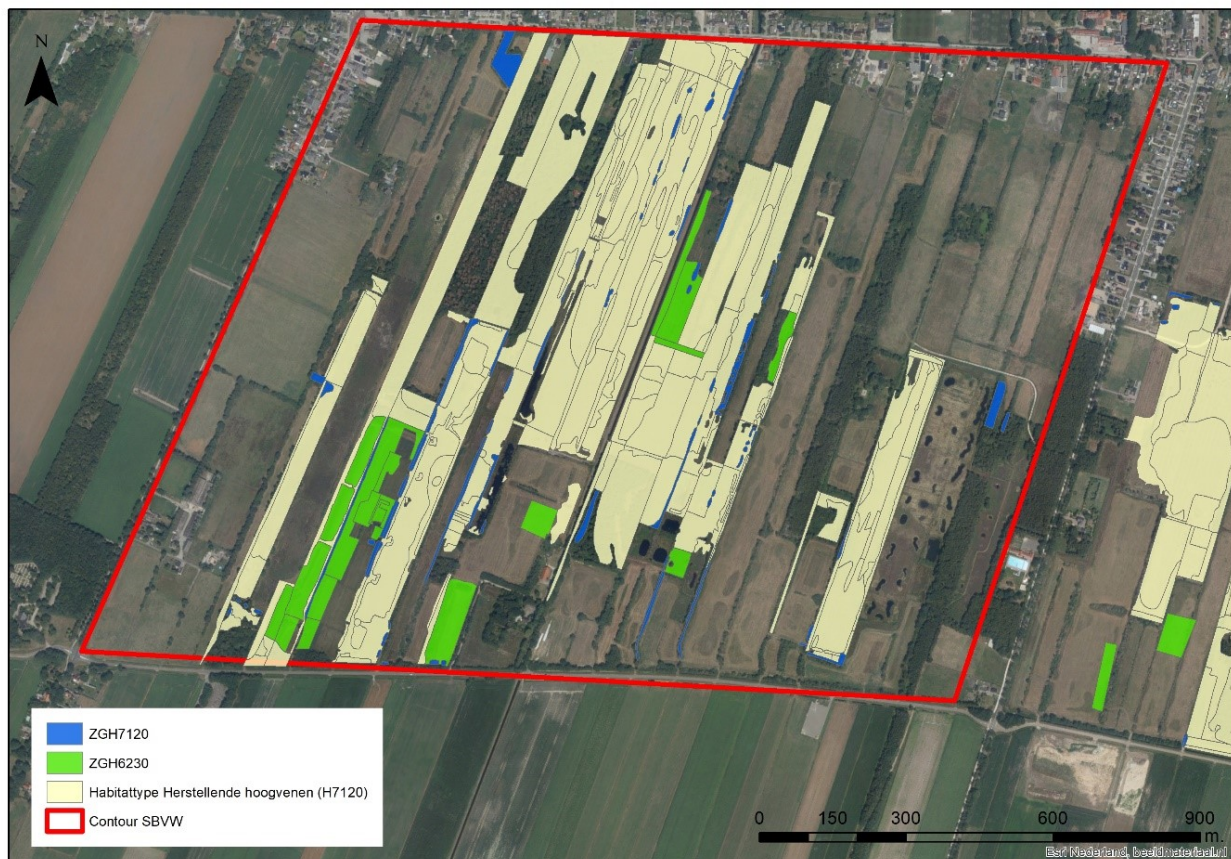 N
ZGH7120
ZGH6230
Habitattype Herstellende hoogvenen (H7120)
Contour SBVW
0 150 300 600 900
m.
Esri Nederland, beeldmateriaal.nl